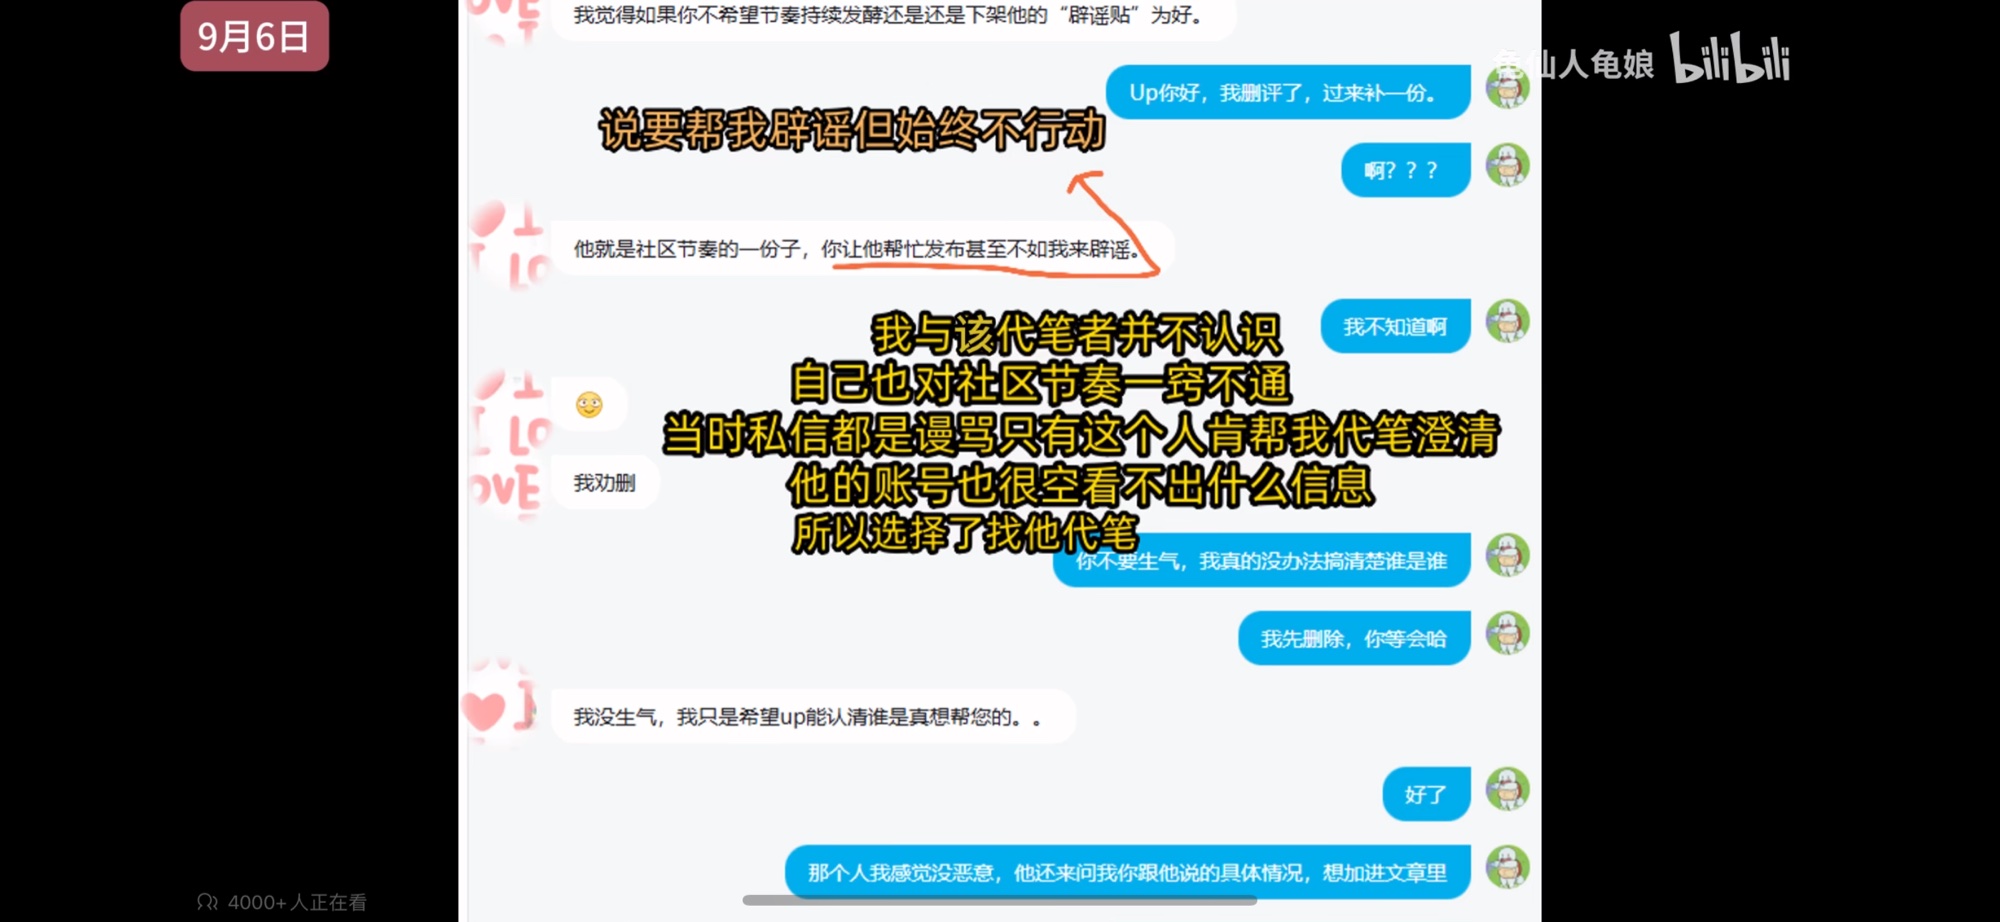 9月6日
我觉得如果你不希望节奏持续发酵还是还是下架他的“辟谣贴”为好。
龟仙人龟娘 bilibili
Up你好，我删评了，过来补一份。
说要帮我辟谣但始终不行动
啊？？？
他就是社区节奏的一份子，你让他帮忙发布甚至不如我来辟谣。
我不知道啊
我与该代笔者并不认识
自己也对社区节奏一窍不通
当时私信都是谩骂只有这个人肯帮我代笔澄清
我劝删
他的账号也很空看不出什么信息
所以选择了找他代笔
你不要生气，我真的没办法搞清楚谁是谁
我先删除，你等会哈
我没生气，我只是希望up能认清谁是真想帮您的。。
好了
那个人我感觉没恶意，他还来问我你跟他说的具体情况，想加进文章里
4000+人正在看